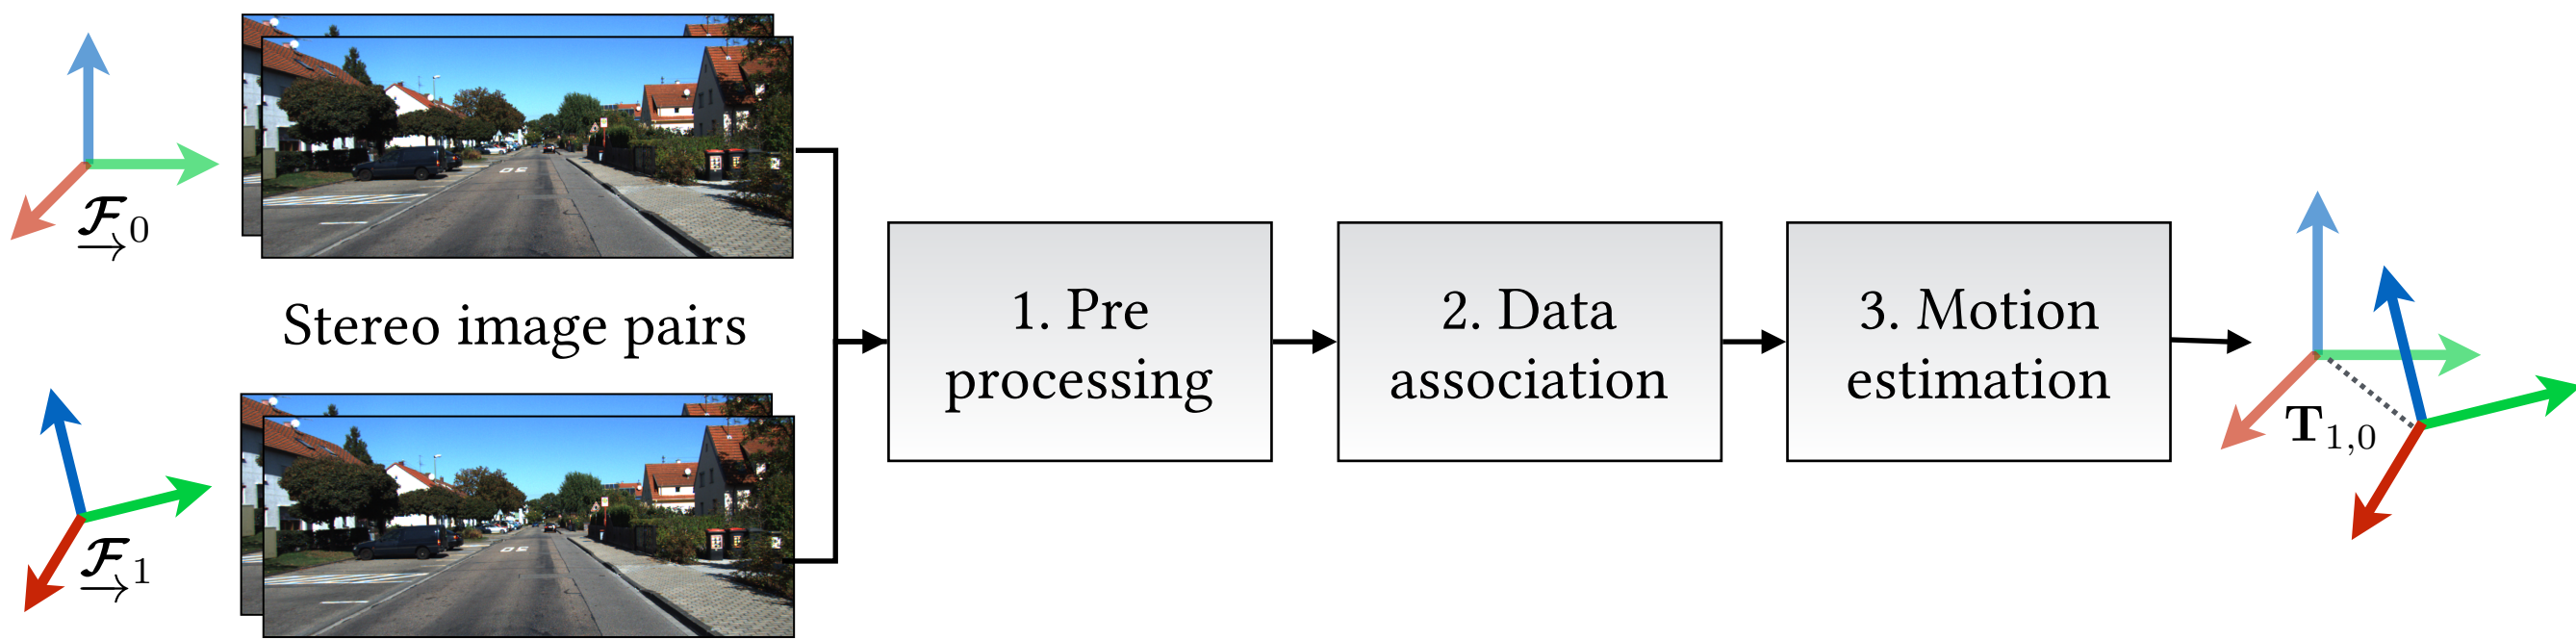 ℱ₀
Stereo image pairs
ℱ₁
1. Pre
processing
2. Data
association
3. Motion
estimation
T₁,₀